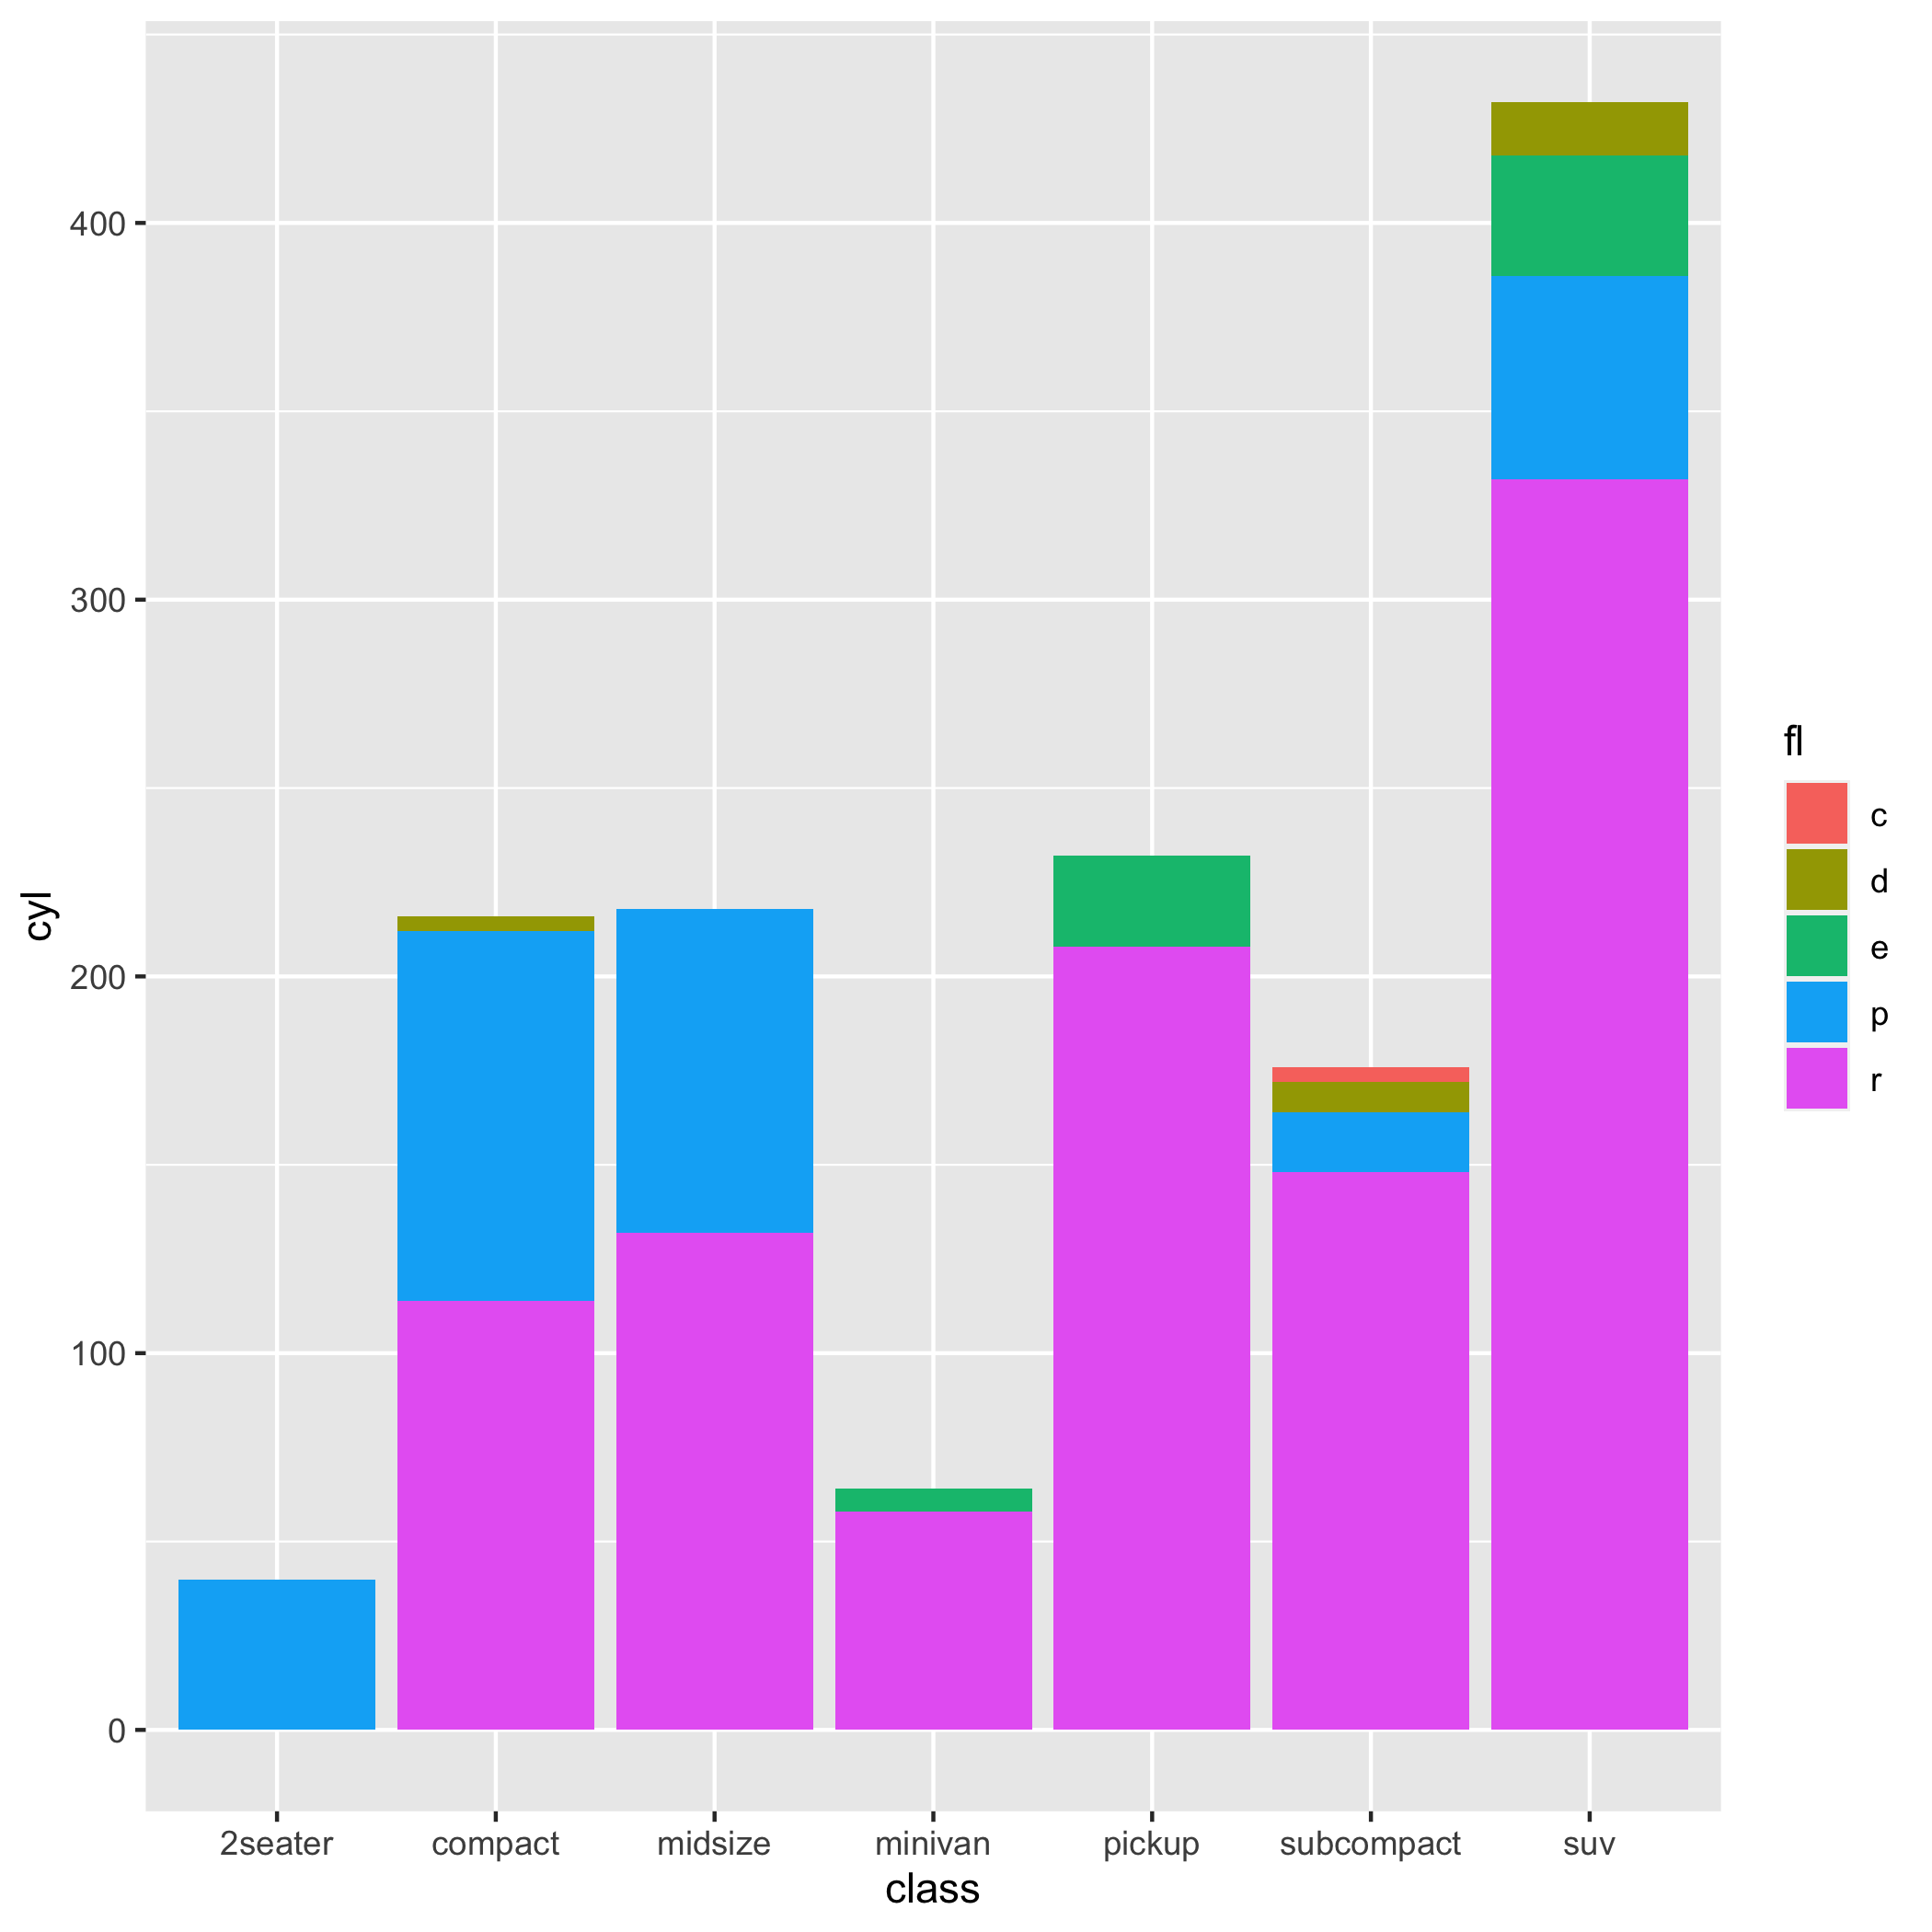 cyl
400
300
200
100
0
2seater compact midsize minivan pickup subcompact suv
class
fl
c
d
e
p
r